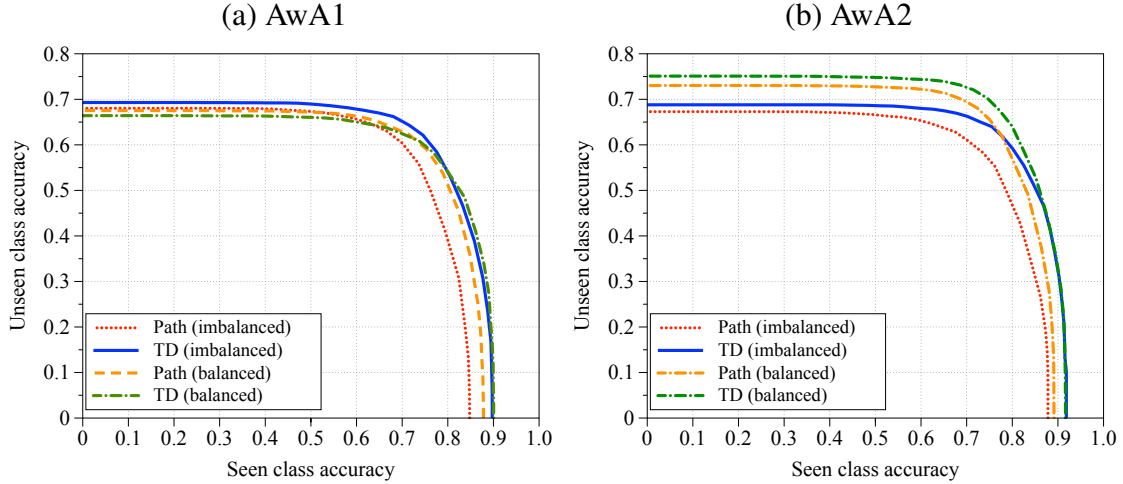 (a) AwA1
0.8
0.7
0.6
0.5
0.4
0.3
0.2
0.1
0
Unseen class accuracy
Path (imbalanced)
TD (imbalanced)
Path (balanced)
TD (balanced)
0 0.1 0.2 0.3 0.4 0.5 0.6 0.7 0.8 0.9 1.0
Seen class accuracy
(b) AwA2
0.8
0.7
0.6
0.5
0.4
0.3
0.2
0.1
0
Unseen class accuracy
Path (imbalanced)
TD (imbalanced)
Path (balanced)
TD (balanced)
0 0.1 0.2 0.3 0.4 0.5 0.6 0.7 0.8 0.9 1.0
Seen class accuracy